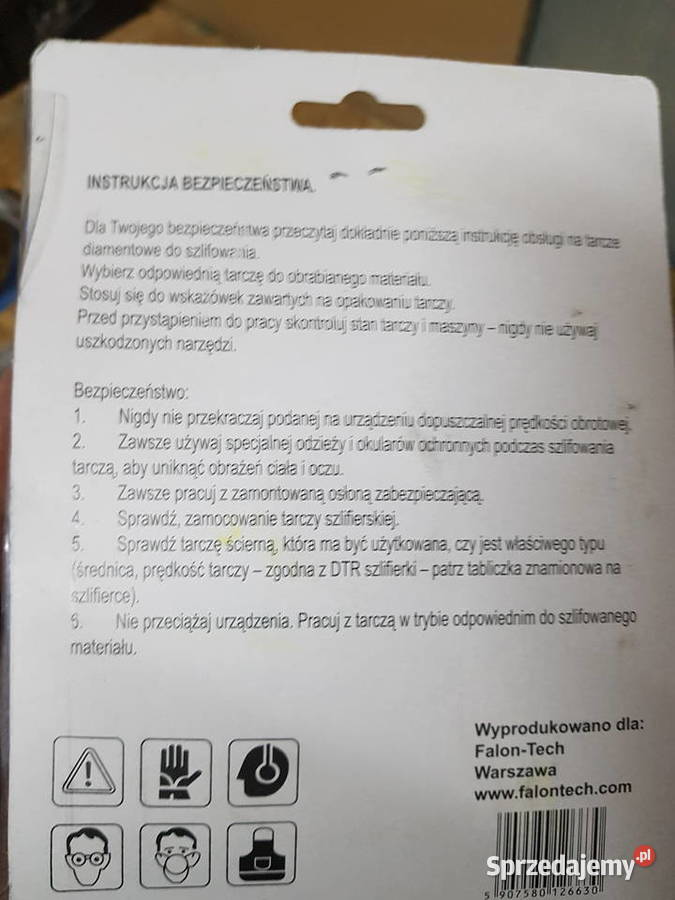 INSTRUKCJA BEZPIECZEŃSTWA.
Dla Twojego bezpieczeństwa przeczytaj dokładnie poniższą instrukcję obsługi na tarcze
diamentowe do szlifowania.
Wybierz odpowiednią tarczę do obrabianego materiału.
Stosuj się do wskazówek zawartych na opakowaniu tarczy.
Przed przystąpieniem do pracy skontroluj stan tarczy i maszyny – nigdy nie używaj
uszkodzonych narzędzi.
Bezpieczeństwo:
1. Nigdy nie przekraczaj podanej na urządzeniu dopuszczalnej prędkości obrotowej.
2. Zawsze używaj specjalnej odzieży i okularów ochronnych podczas szlifowania
tarczą, aby uniknąć obrażeń ciała i oczu.
3. Zawsze pracuj z zamontowaną osłoną zabezpieczającą.
4. Sprawdź, zamocowanie tarczy szlifierskiej.
5. Sprawdź tarczę ścierną, która ma być użytkowana, czy jest właściwego typu
(średnica, prędkość tarczy – zgodna z DTR szlifierki – patrz tabliczka znamionowa na
szlifierce).
6. Nie przeciążaj urządzenia. Pracuj z tarczą w trybie odpowiednim do szlifowanego
materiału.
Wyprodukowano dla:
Falon-Tech
Warszawa
www.falontech.com
5 907580 126630
Sprzedajemy.pl